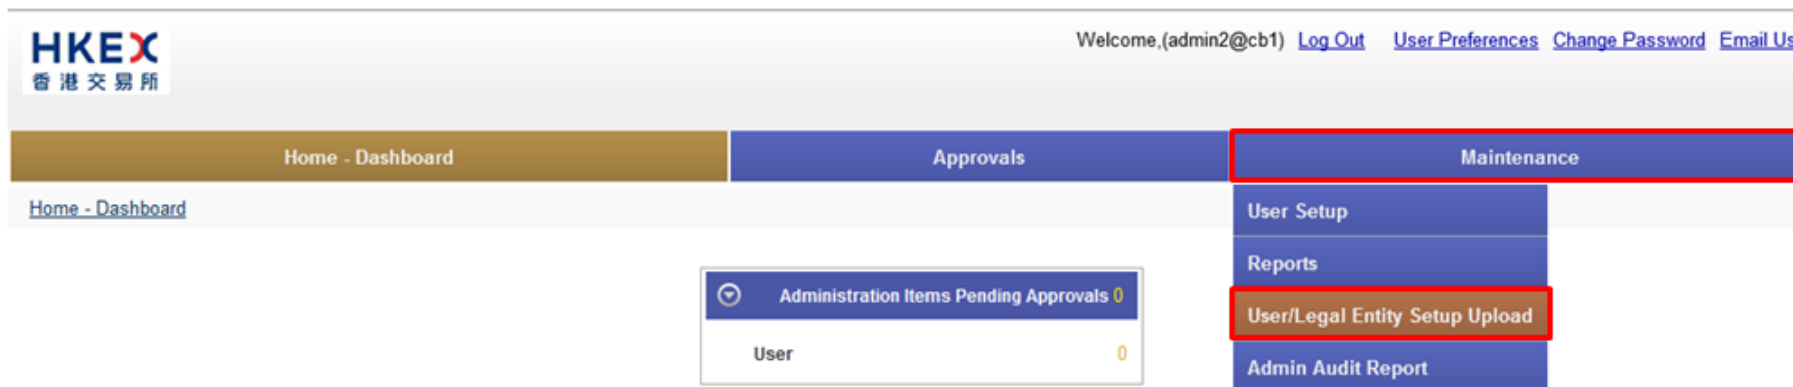 HKEX
香港交易所
Welcome,(admin2@cb1) Log Out User Preferences Change Password Email Us
Home - Dashboard Approvals Maintenance
Home - Dashboard
User Setup
Reports
User/Legal Entity Setup Upload
Admin Audit Report
Administration Items Pending Approvals 0
User 0